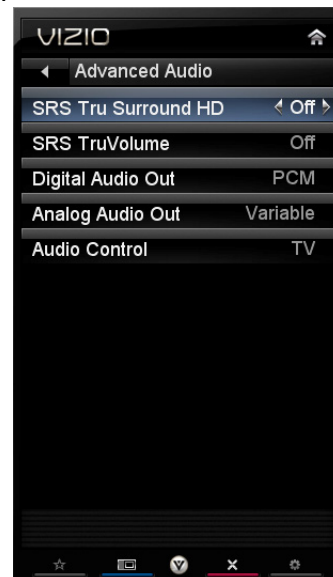 VIZIO
Advanced Audio
SRS Tru Surround HD Off
SRS TruVolume Off
Digital Audio Out PCM
Analog Audio Out Variable
Audio Control TV